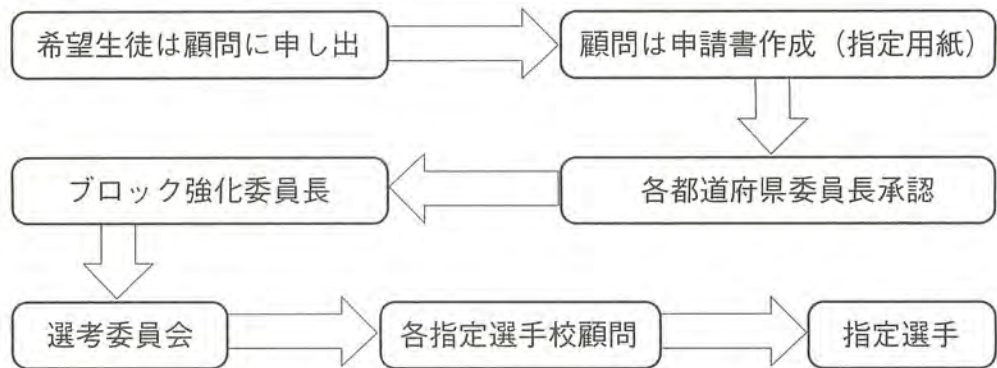 希望生徒は顧問に申し出
顧問は申請書作成（指定用紙）
各都道府県委員長承認
ブロック強化委員長
選考委員会
各指定選手校顧問
指定選手